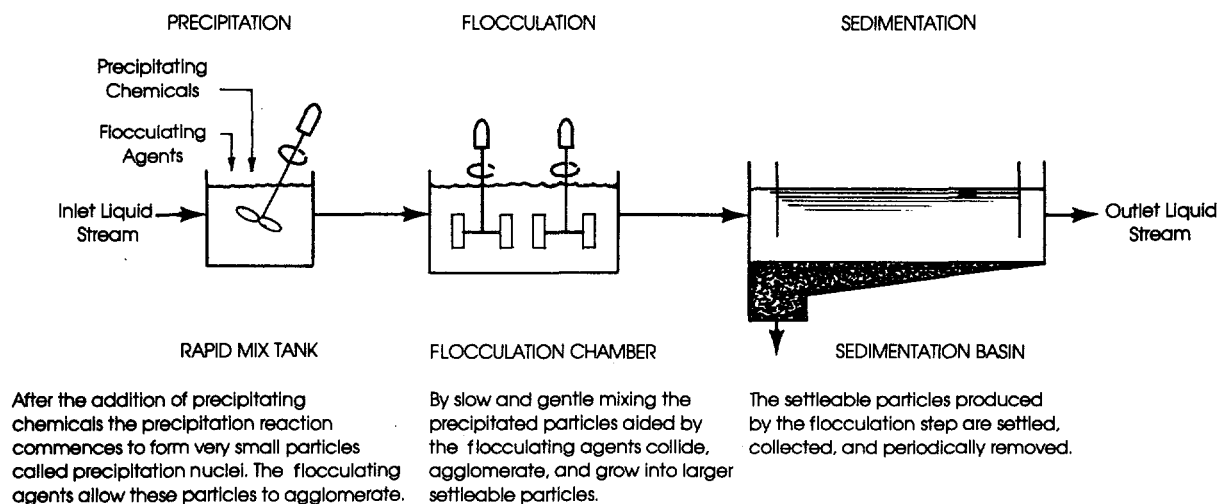 PRECIPITATION
FLOCCULATION
SEDIMENTATION
Precipitating
Chemicals
Flocculating
Agents
Inlet Liquid
Stream
Outlet Liquid
Stream
RAPID MIX TANK
FLOCCULATION CHAMBER
SEDIMENTATION BASIN
After the addition of precipitating
chemicals the precipitation reaction
commences to form very small particles
called precipitation nuclei. The flocculating
agents allow these particles to agglomerate.
By slow and gentle mixing the
precipitated particles aided by
the flocculating agents collide,
agglomerate, and grow into larger
settleable particles.
The settleable particles produced
by the flocculation step are settled,
collected, and periodically removed.